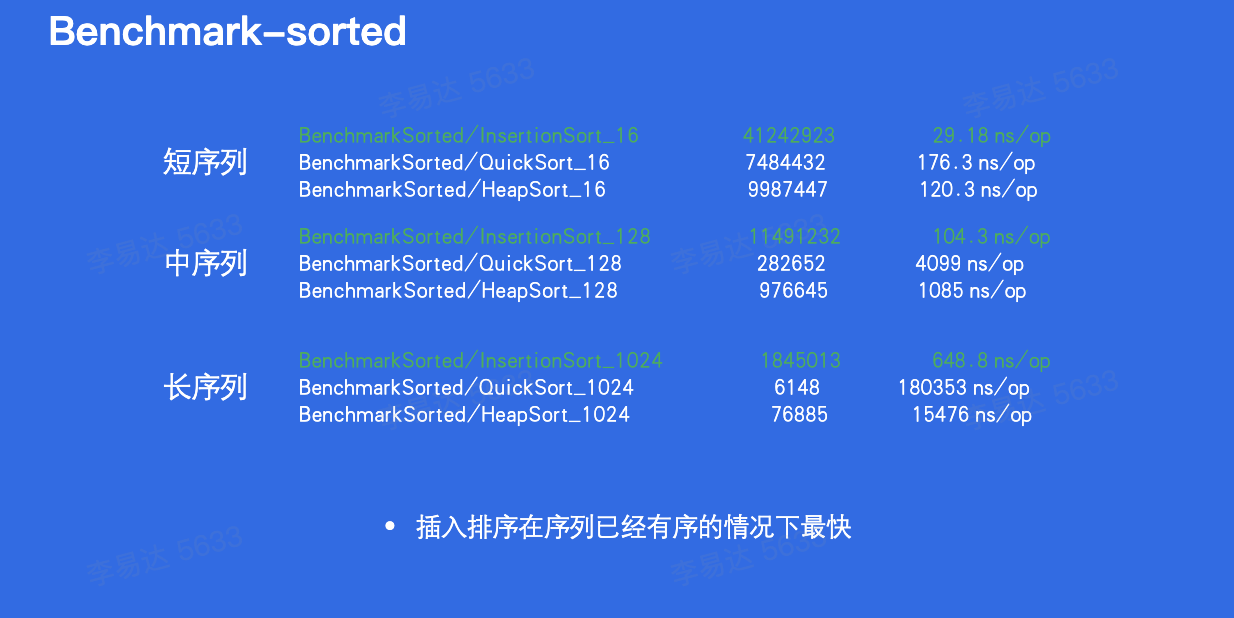 Benchmark-sorted
短序列
BenchmarkSorted/InsertionSort_16 41242923 29.18 ns/op
BenchmarkSorted/QuickSort_16 7484432 176.3 ns/op
BenchmarkSorted/HeapSort_16 9987447 120.3 ns/op
中序列
BenchmarkSorted/InsertionSort_128 11491232 104.3 ns/op
BenchmarkSorted/QuickSort_128 282652 4099 ns/op
BenchmarkSorted/HeapSort_128 976645 1085 ns/op
长序列
BenchmarkSorted/InsertionSort_1024 1845013 648.8 ns/op
BenchmarkSorted/QuickSort_1024 6148 180353 ns/op
BenchmarkSorted/HeapSort_1024 76885 15476 ns/op
• 插入排序在序列已经有序的情况下最快
李易达 5633
李易达 5633
李易达 5633
李易达 5633
李易达 5633
李易达 5633